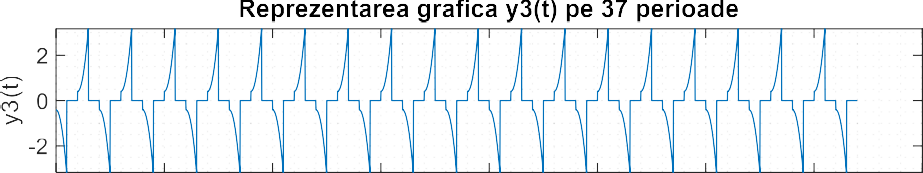 Reprezentarea grafica y3(t) pe 37 perioade
2
0
-2
y3(t)